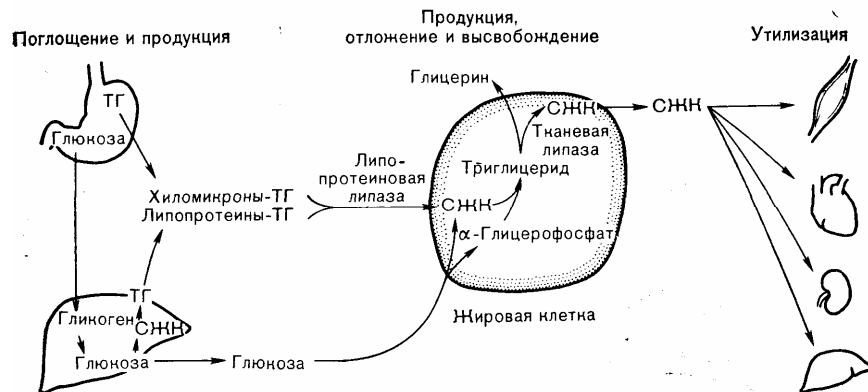 Поглощение и продукция
Продукция,
отложение и высвобождение
Утилизация
ТГ
Глюкоза
Хиломикроны-ТГ
Липопротеины-ТГ
ТГ
Гликоген
СЖК
Глюкоза
Глюкоза
Липо-
протеиновая
липаза
Глицерин
СЖК
Тканевая
липаза
Триглицерид
СЖК
α-Глицерофосфат
Жировая клетка
СЖК